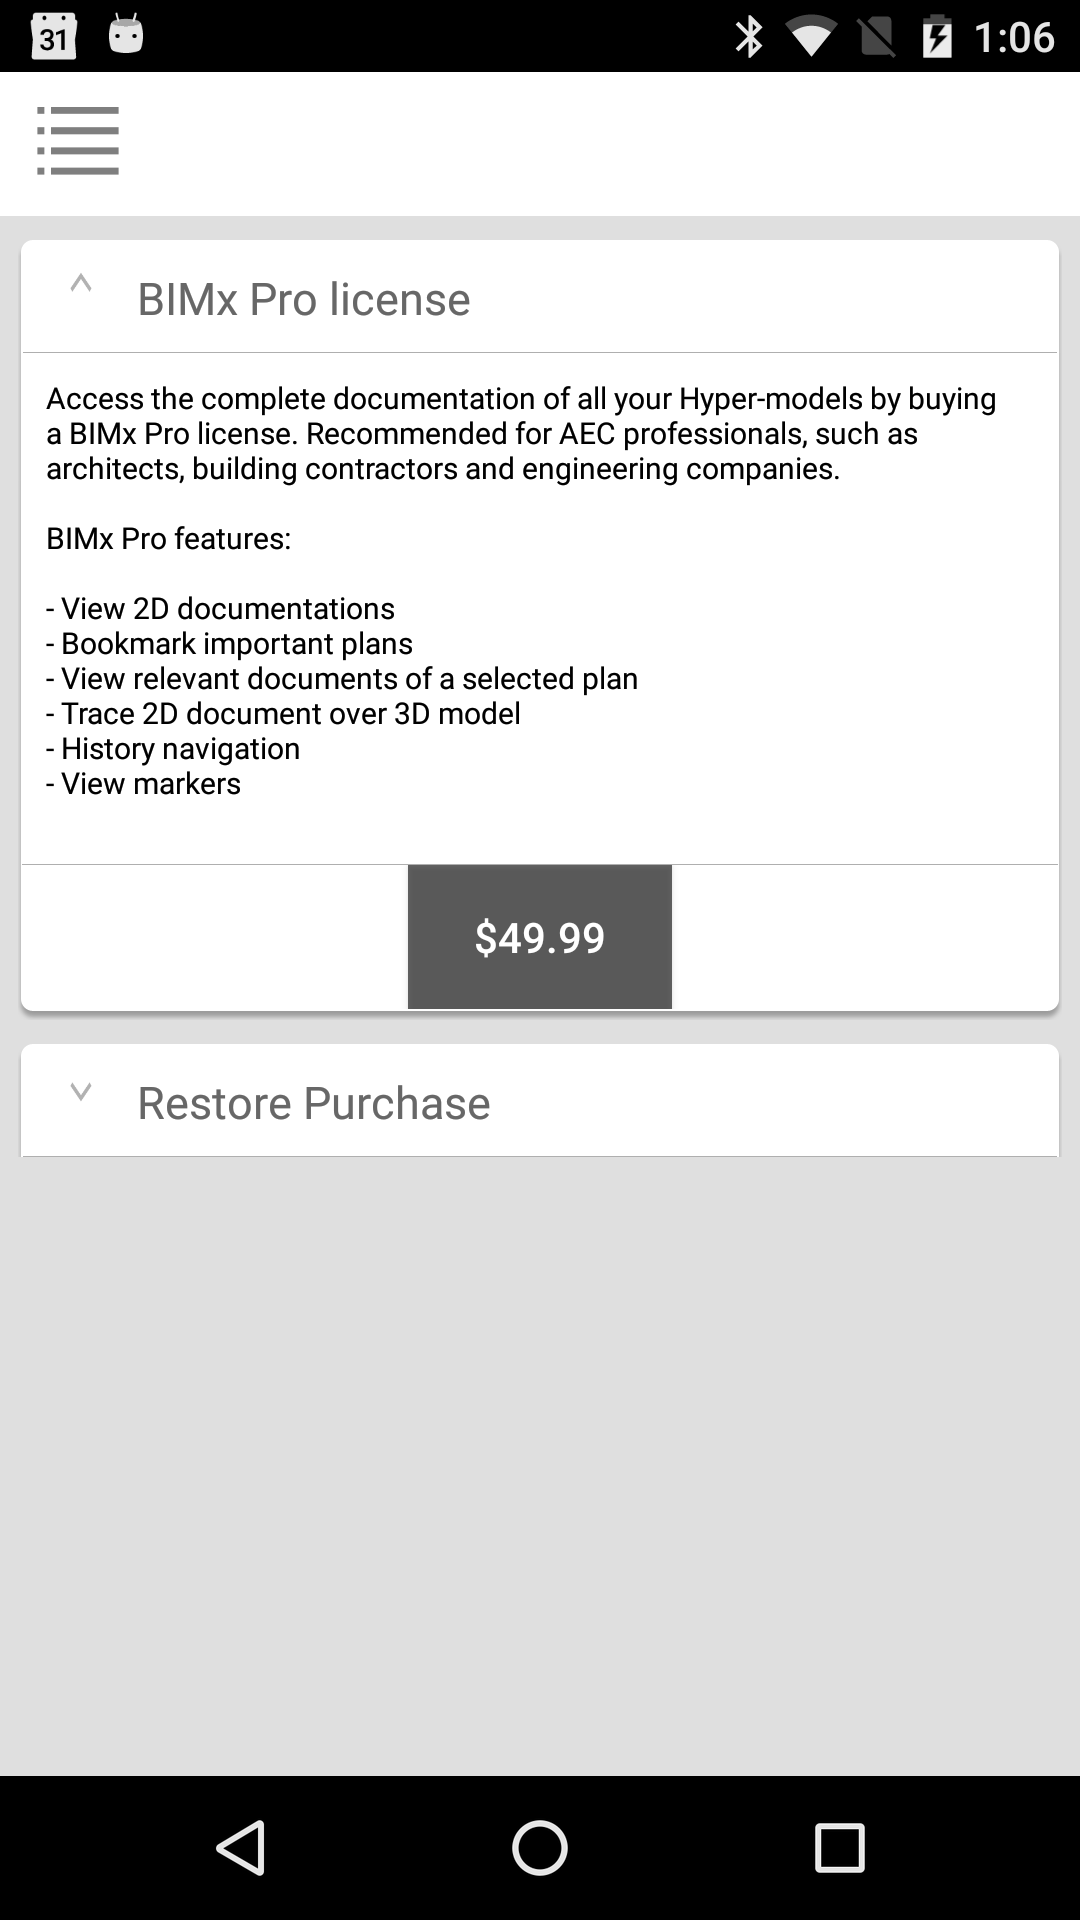 31
1:06
BIMx Pro license
Access the complete documentation of all your Hyper-models by buying
a BIMx Pro license. Recommended for AEC professionals, such as
architects, building contractors and engineering companies.
BIMx Pro features:
- View 2D documentations
- Bookmark important plans
- View relevant documents of a selected plan
- Trace 2D document over 3D model
- History navigation
- View markers
$49.99
Restore Purchase